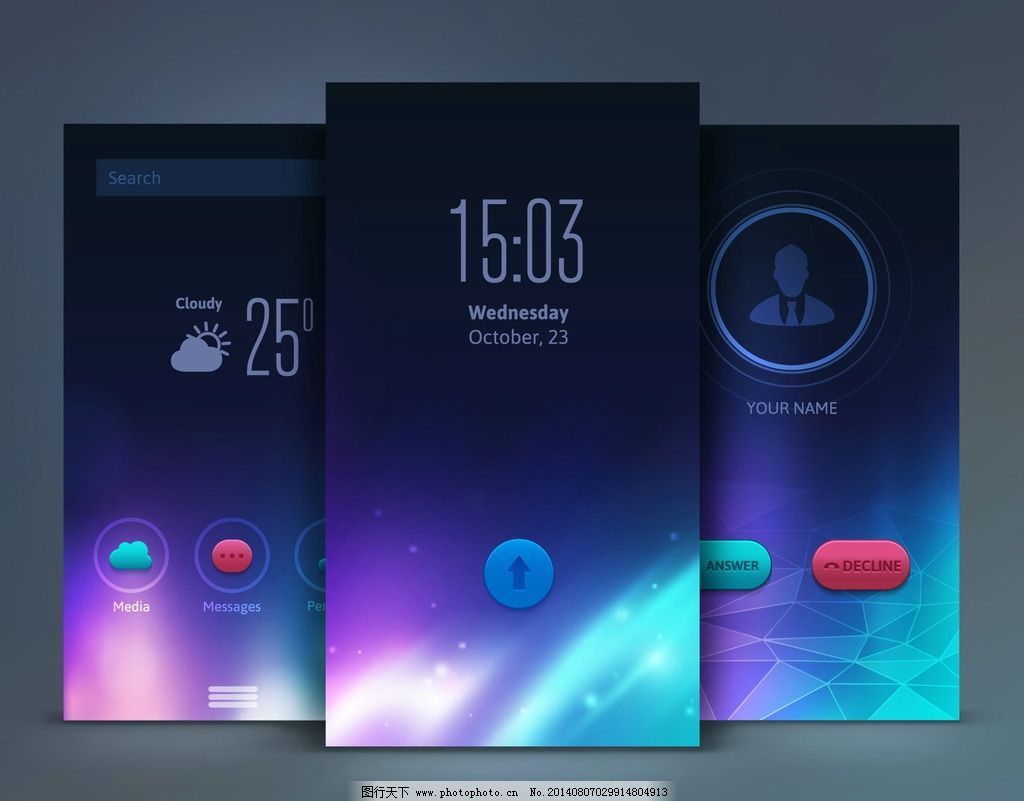 Search
Cloudy
25°
Media
Messages
Per
15:03
Wednesday
October, 23
YOUR NAME
ANSWER
DECLINE
图行天下 www.photophoto.cn No.20140807029914804913